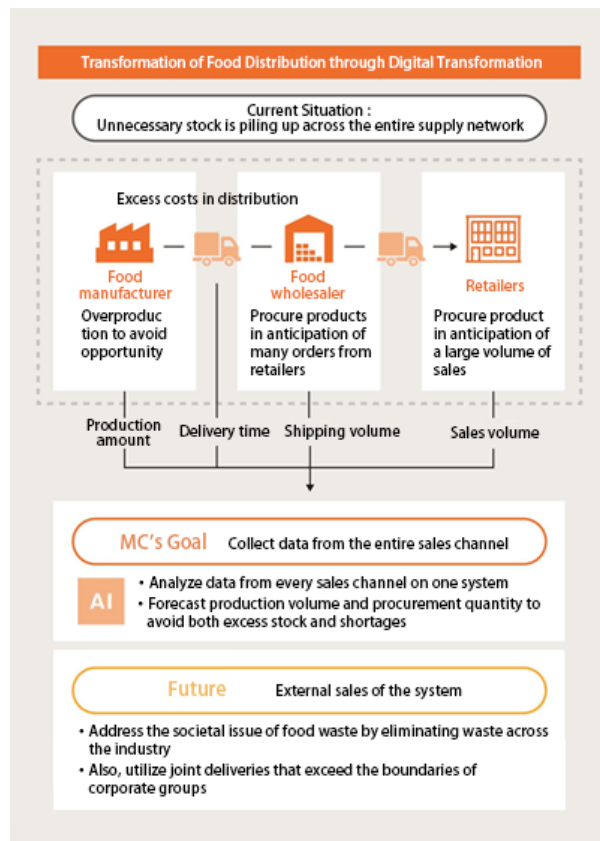 Transformation of Food Distribution through Digital Transformation
Current Situation :
Unnecessary stock is piling up across the entire supply network
Excess costs in distribution
Food
manufacturer
Overproduc
tion to avoid
opportunity
Food
wholesaler
Procure products
in anticipation of
many orders from
retailers
Retailers
Procure product
in anticipation of
a large volume of
sales
Production
amount
Delivery time
Shipping volume
Sales volume
MC's Goal Collect data from the entire sales channel
AI
• Analyze data from every sales channel on one system
• Forecast production volume and procurement quantity to
avoid both excess stock and shortages
Future External sales of the system
• Address the societal issue of food waste by eliminating waste across
the industry
• Also, utilize joint deliveries that exceed the boundaries of
corporate groups